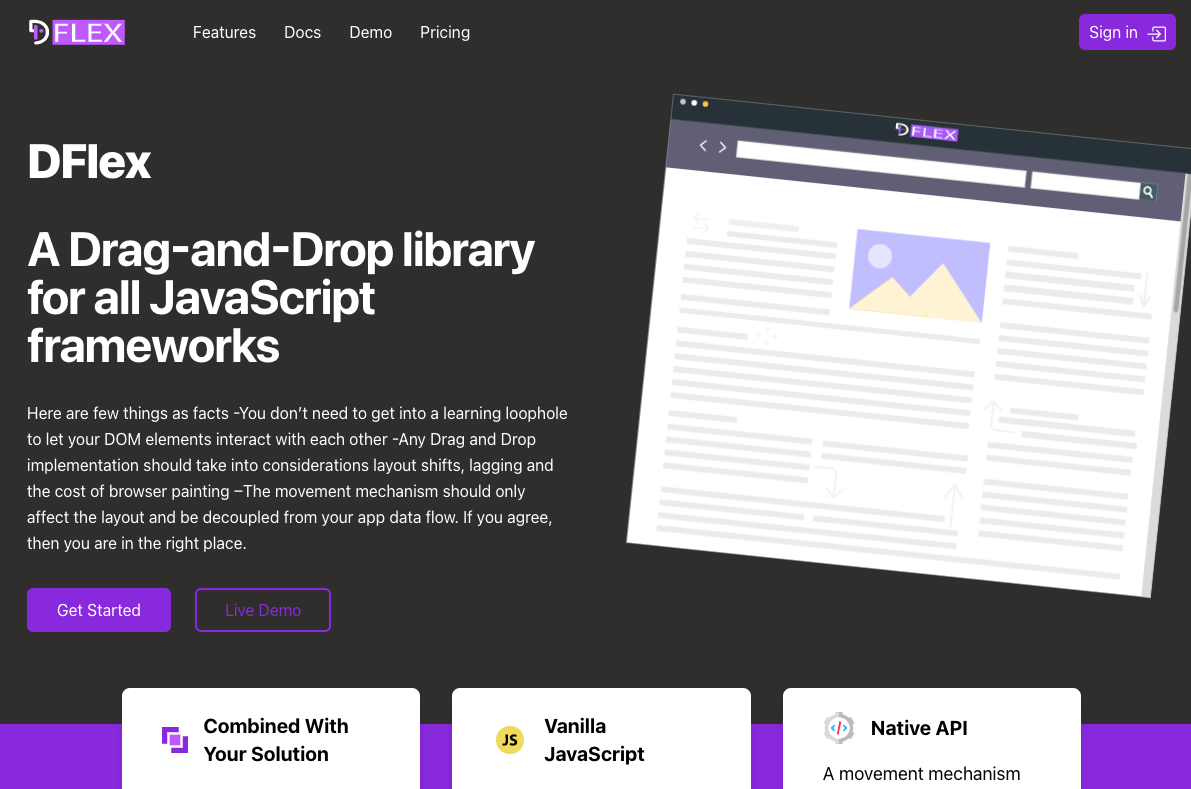 DFLEX
Features Docs Demo Pricing
Sign in
DFLEX
DFlex
A Drag-and-Drop library
for all JavaScript
frameworks
Here are few things as facts -You don’t need to get into a learning loophole
to let your DOM elements interact with each other -Any Drag and Drop
implementation should take into considerations layout shifts, lagging and
the cost of browser painting –The movement mechanism should only
affect the layout and be decoupled from your app data flow. If you agree,
then you are in the right place.
Get Started
Live Demo
Combined With
Your Solution
JS
Vanilla
JavaScript
Native API
A movement mechanism